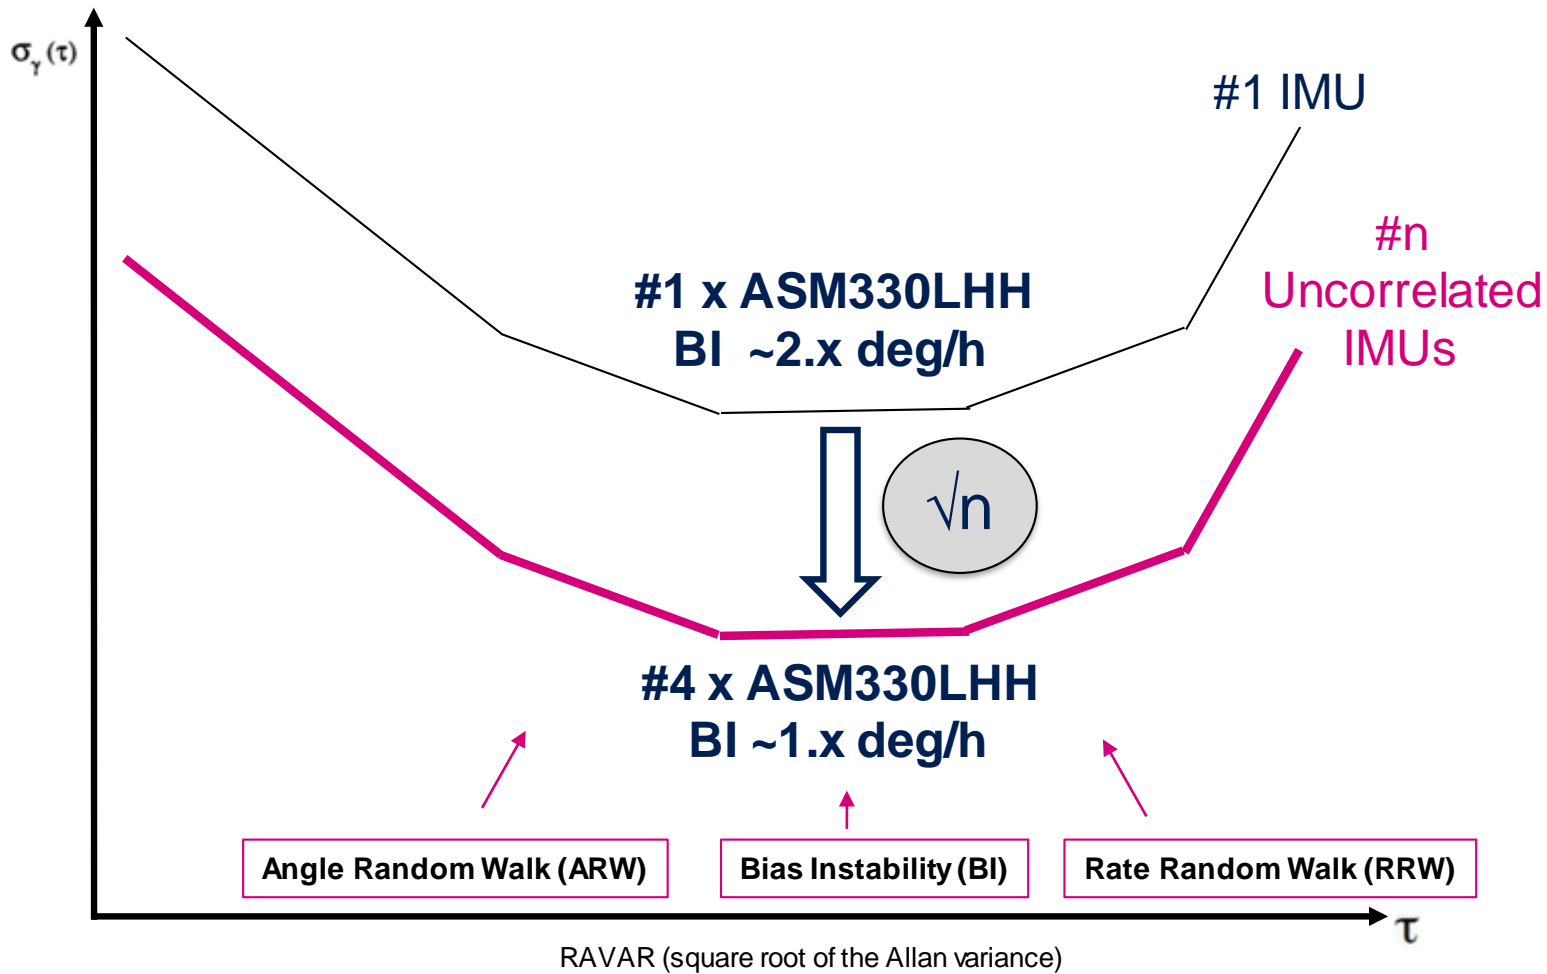 σγ(τ)
#1 IMU
#n
Uncorrelated
IMUs
#1 x ASM330LHH
BI ~2.x deg/h
√n
#4 x ASM330LHH
BI ~1.x deg/h
Angle Random Walk (ARW)
Bias Instability (BI)
Rate Random Walk (RRW)
τ
RAVAR (square root of the Allan variance)